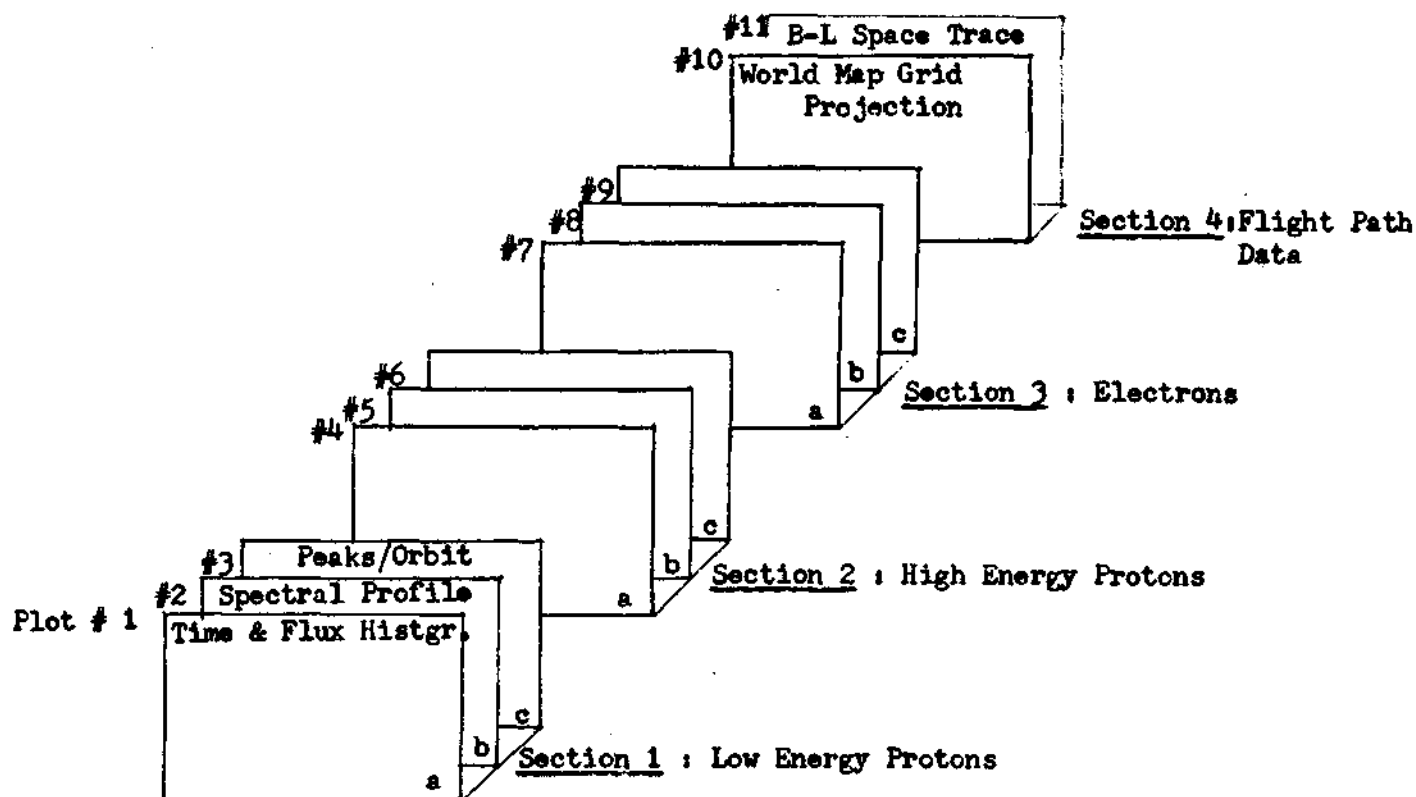 #11 B-L Space Trace
#10 World Map Grid
Projection
#9
#8
#7
Section 4:Flight Path
Data
c
b
a
Section 3 : Electrons
#6
#5
#4
c
b
a
Section 2 : High Energy Protons
#3 Peaks/Orbit
#2 Spectral Profile
Plot # 1 Time & Flux Histgr.
c
b
a
Section 1 : Low Energy Protons